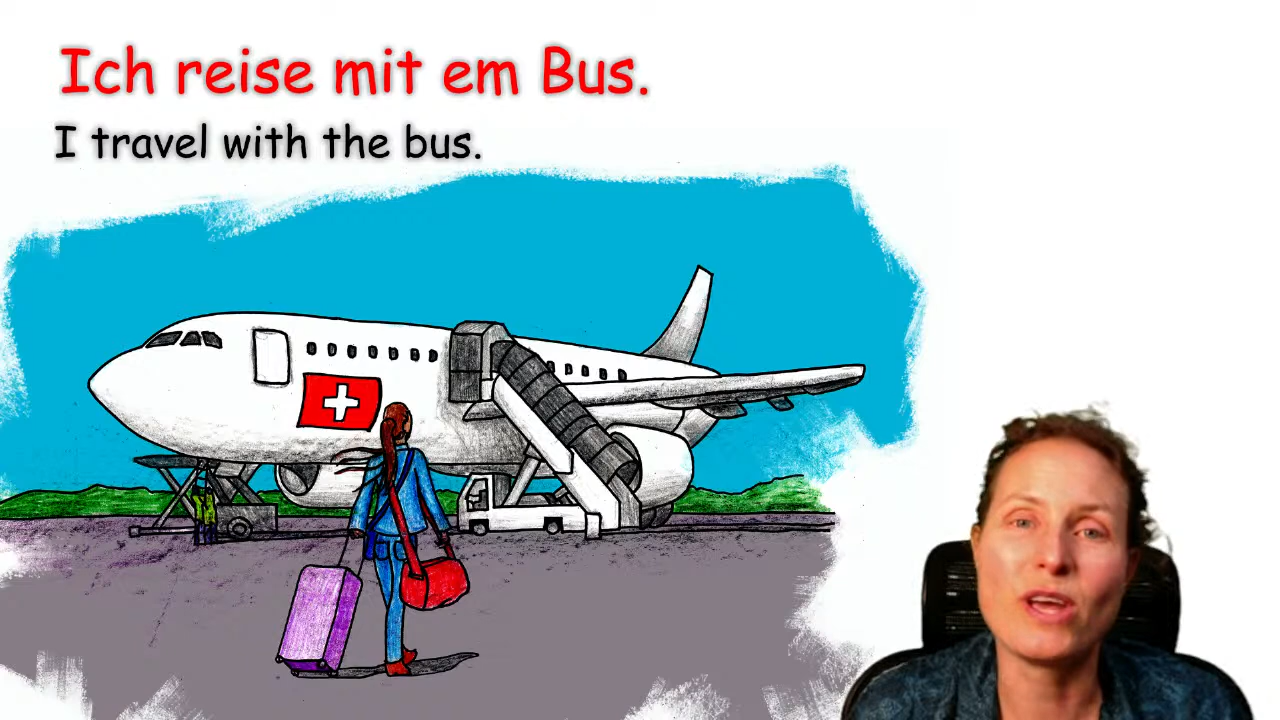 Ich reise mit em Bus.
I travel with the bus.